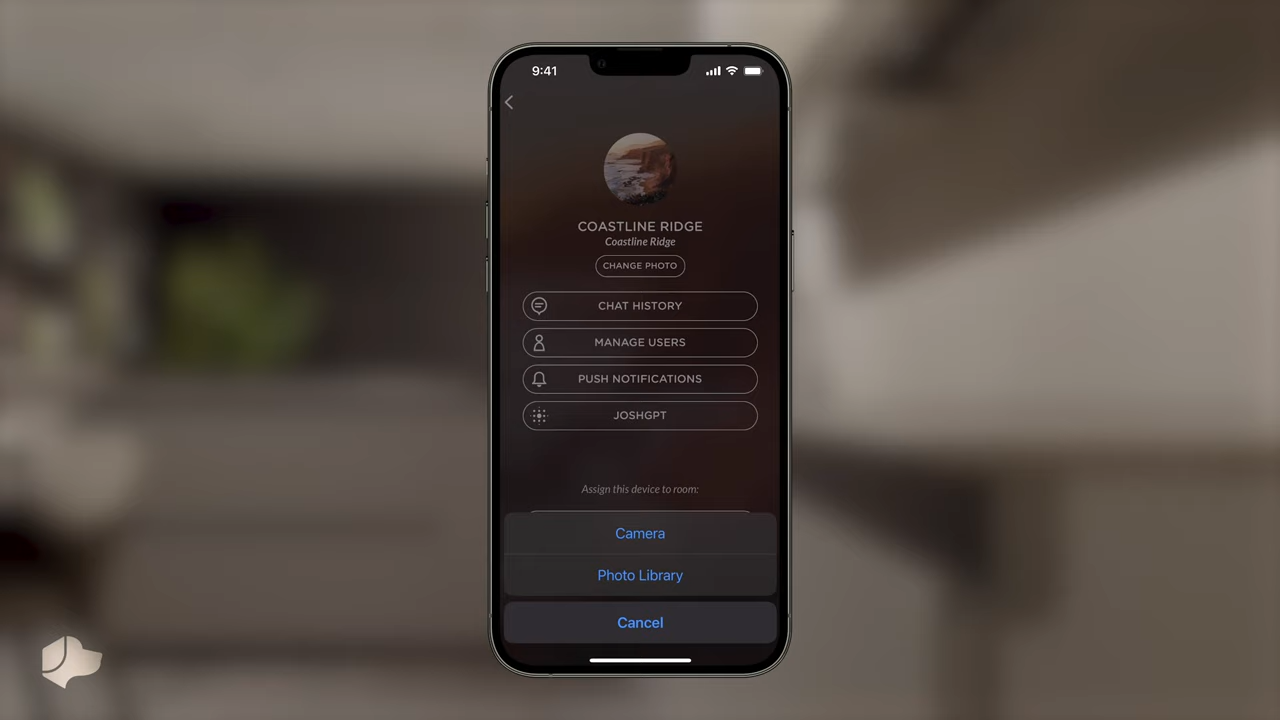 9:41
COASTLINE RIDGE
Coastline Ridge
CHANGE PHOTO
CHAT HISTORY
MANAGE USERS
PUSH NOTIFICATIONS
JOSHGPT
Assign this device to room:
Camera
Photo Library
Cancel